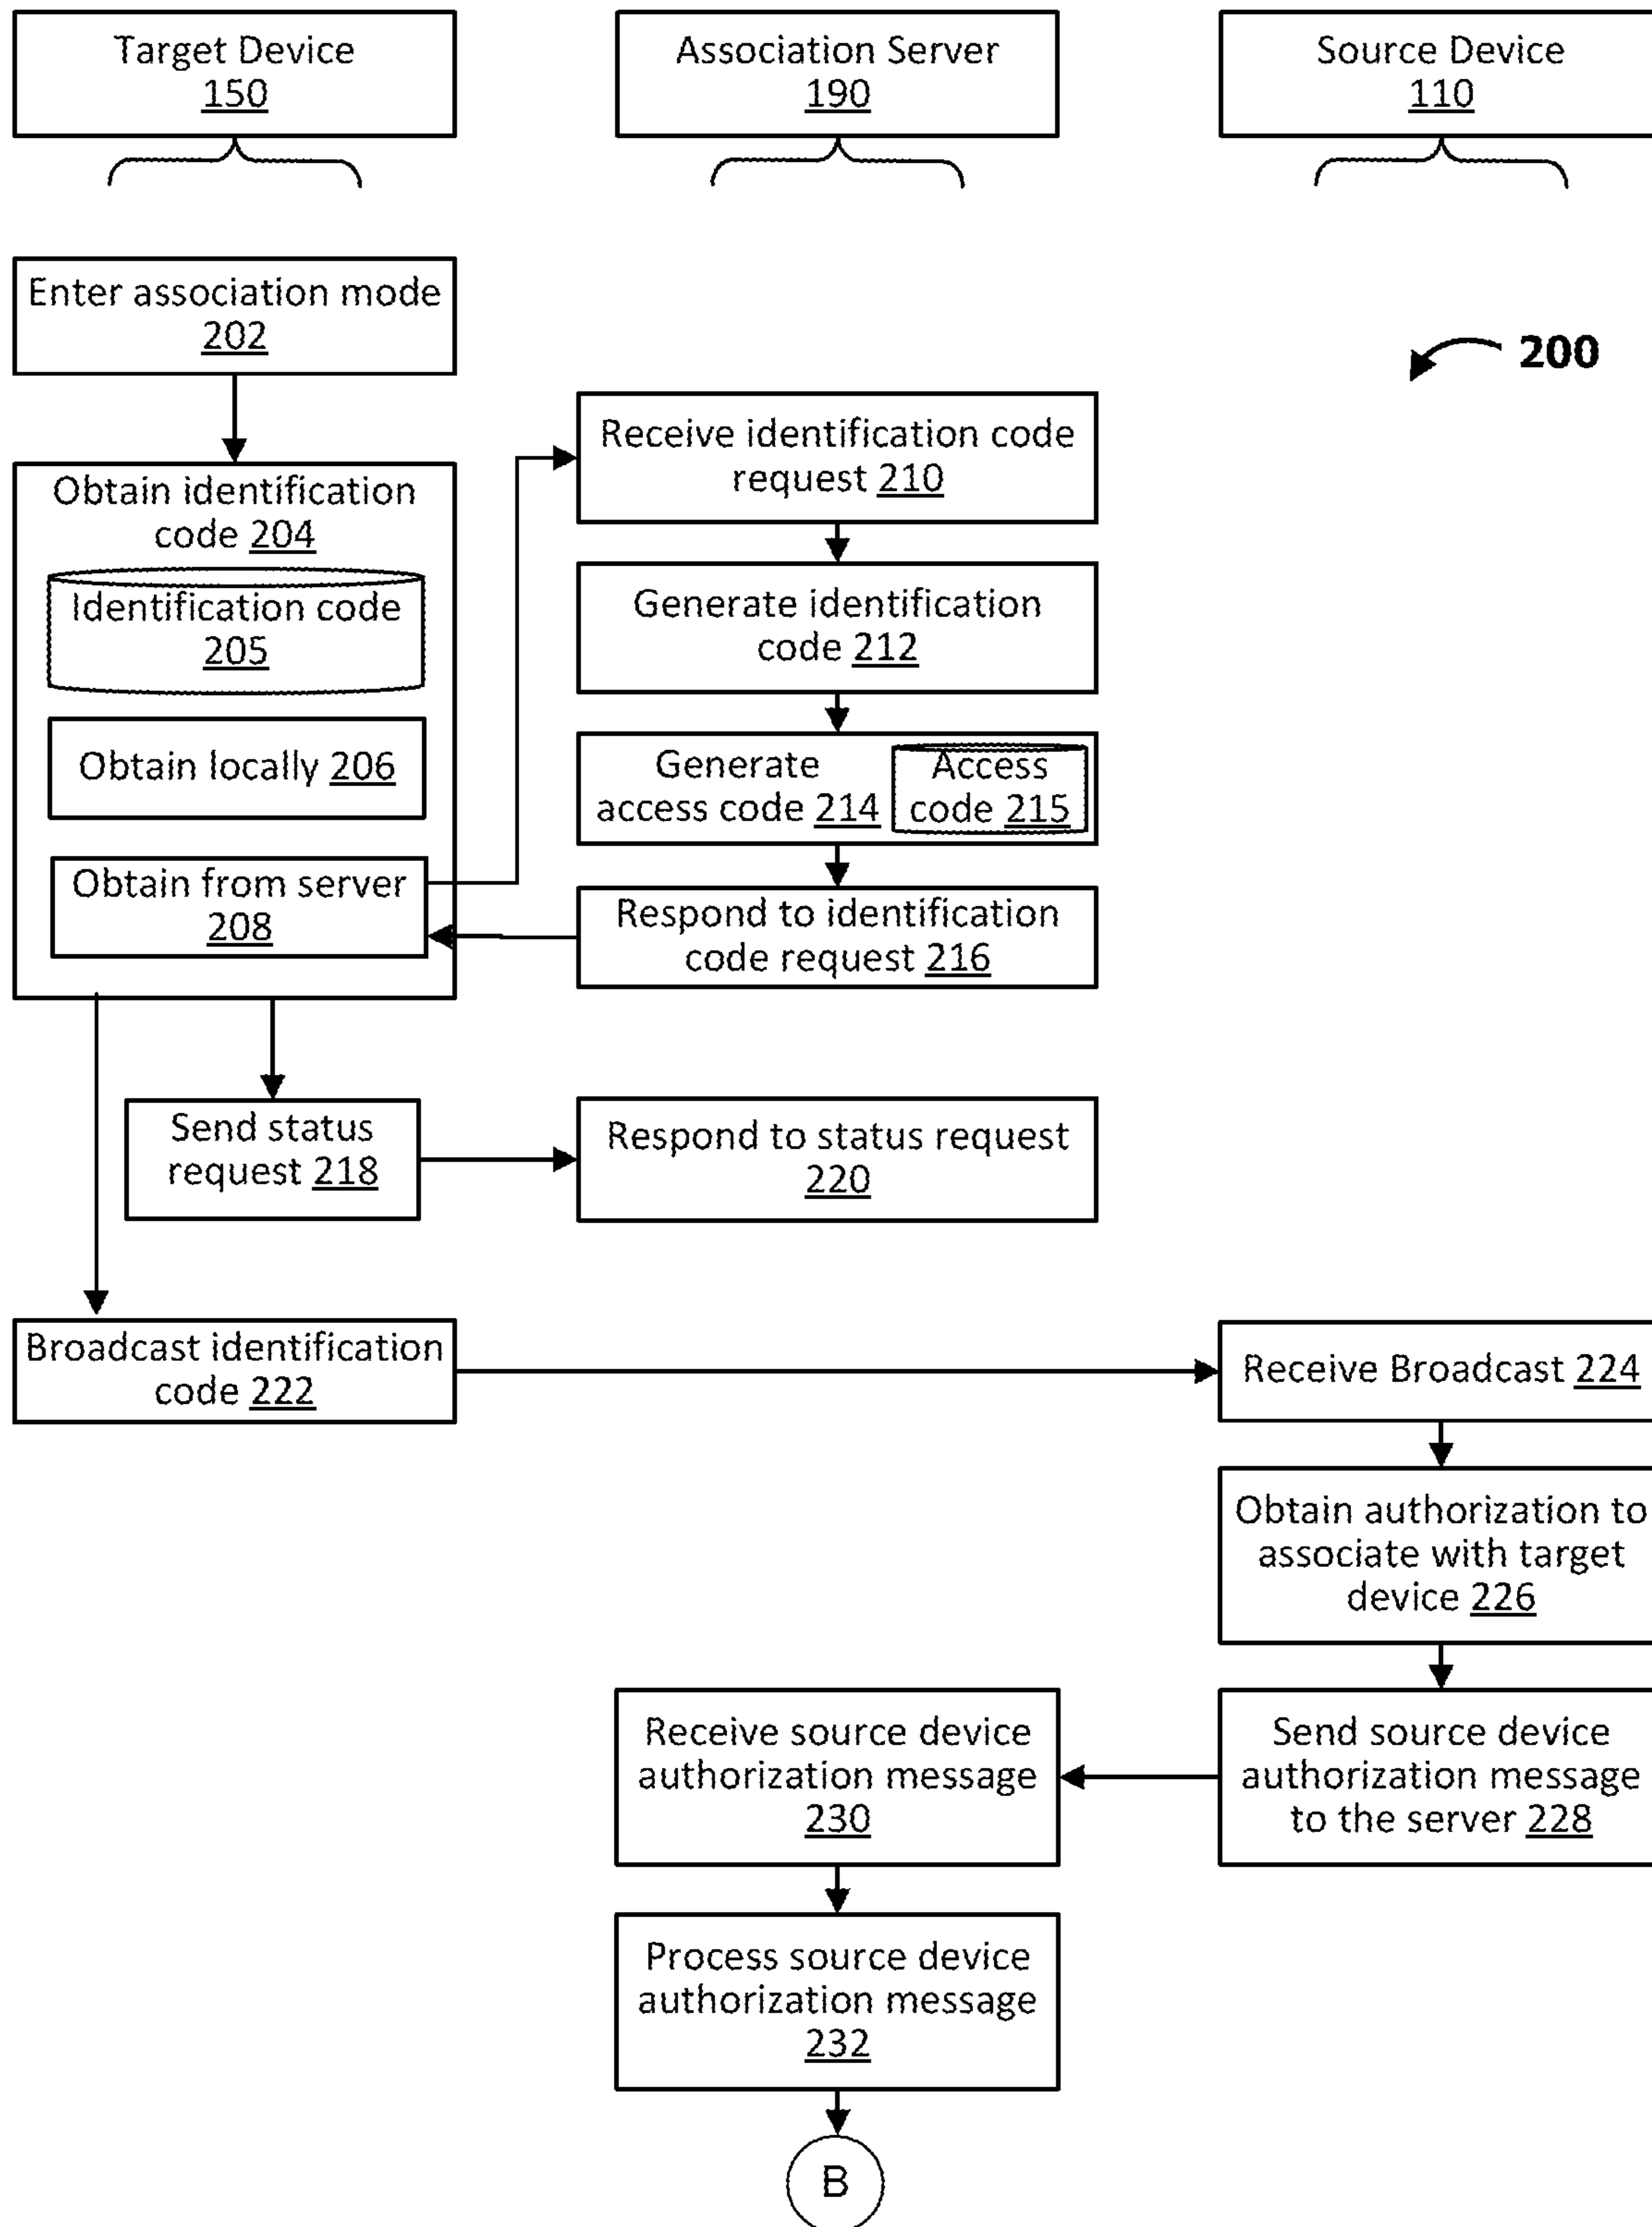 Target Device
150
Association Server
190
Source Device
110
Enter association mode
202
200
Obtain identification
code 204
Identification code
205
Obtain locally 206
Obtain from server
208
Receive identification code
request 210
Generate identification
code 212
Generate
access code 214
Access
code 215
Respond to identification
code request 216
Send status
request 218
Respond to status request
220
Broadcast identification
code 222
Receive Broadcast 224
Obtain authorization to
associate with target
device 226
Send source device
authorization message
to the server 228
Receive source device
authorization message
230
Process source device
authorization message
232
B